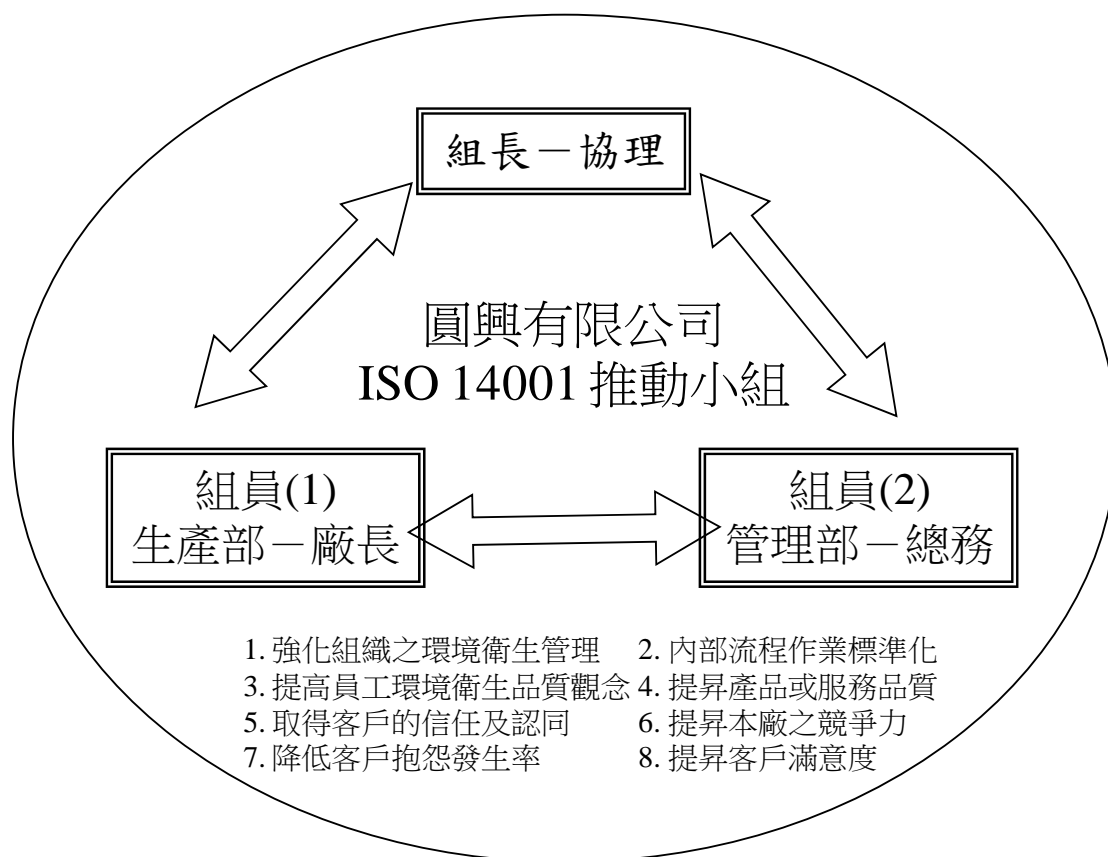 組長－協理
圓興有限公司
ISO 14001 推動小組
組員(1)
生產部－廠長
組員(2)
管理部－總務
1. 強化組織之環境衛生管理 2. 內部流程作業標準化
3. 提高員工環境衛生品質觀念 4. 提昇產品或服務品質
5. 取得客戶的信任及認同 6. 提昇本廠之競爭力
7. 降低客戶抱怨發生率 8. 提昇客戶滿意度